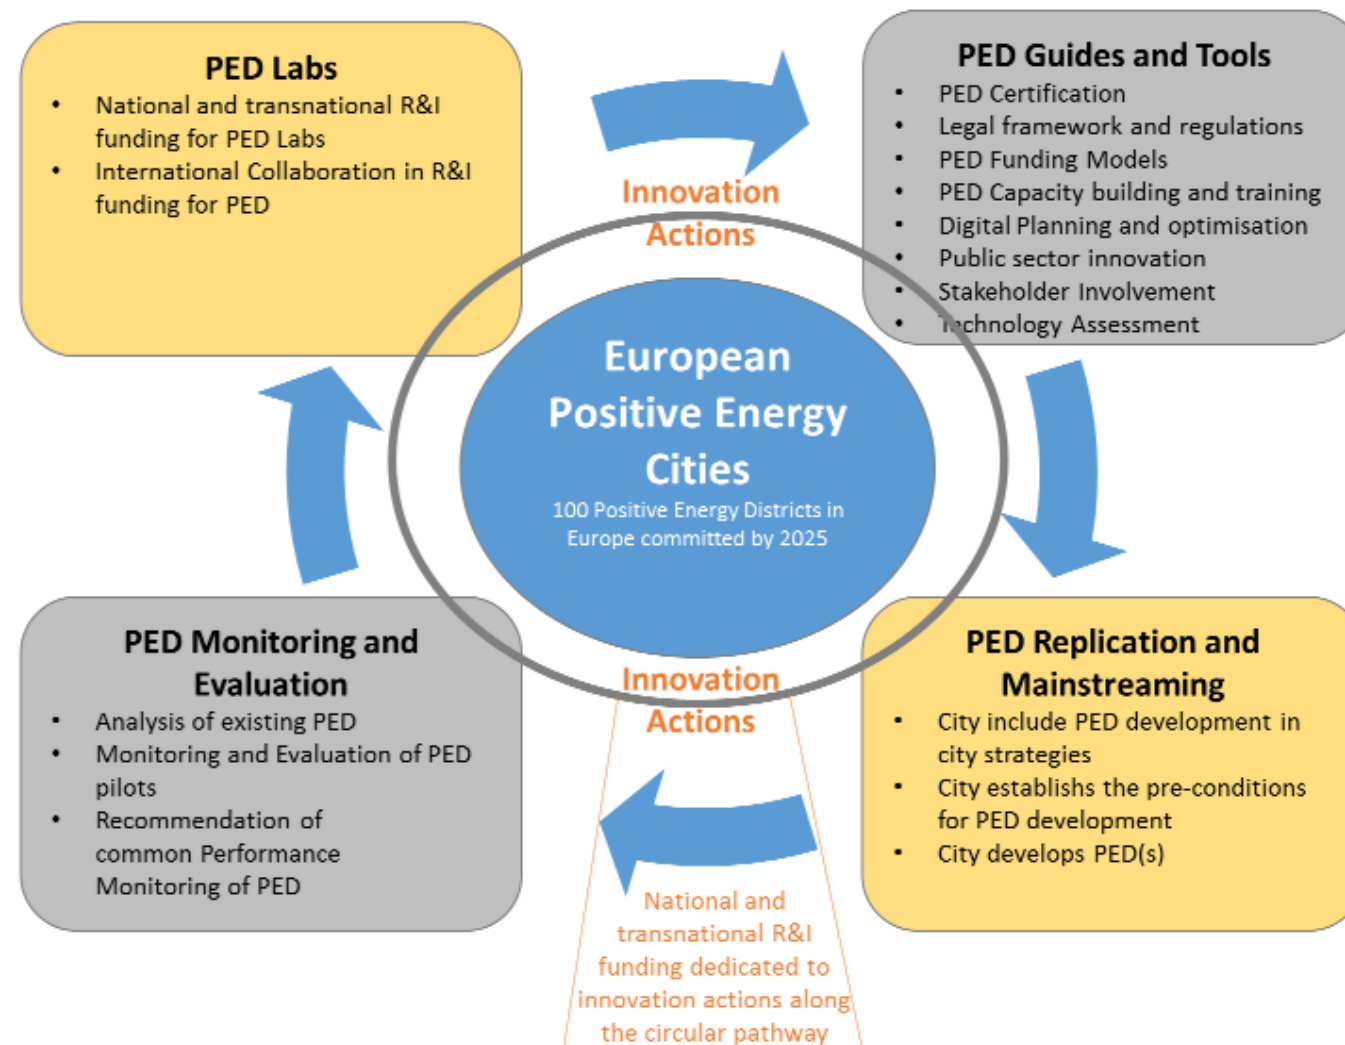 PED Labs
• National and transnational R&I
funding for PED Labs
• International Collaboration in R&I
funding for PED
PED Guides and Tools
• PED Certification
• Legal framework and regulations
• PED Funding Models
• PED Capacity building and training
• Digital Planning and optimisation
• Public sector innovation
• Stakeholder Involvement
• Technology Assessment
Innovation
Actions
European
Positive Energy
Cities
100 Positive Energy Districts in
Europe committed by 2025
PED Monitoring and
Evaluation
• Analysis of existing PED
• Monitoring and Evaluation of PED
pilots
• Recommendation of
common Performance
Monitoring of PED
Innovation
Actions
PED Replication and
Mainstreaming
• City include PED development in
city strategies
• City establishs the pre-conditions
for PED development
• City develops PED(s)
National and
transnational R&I
funding dedicated to
innovation actions along
the circular pathway